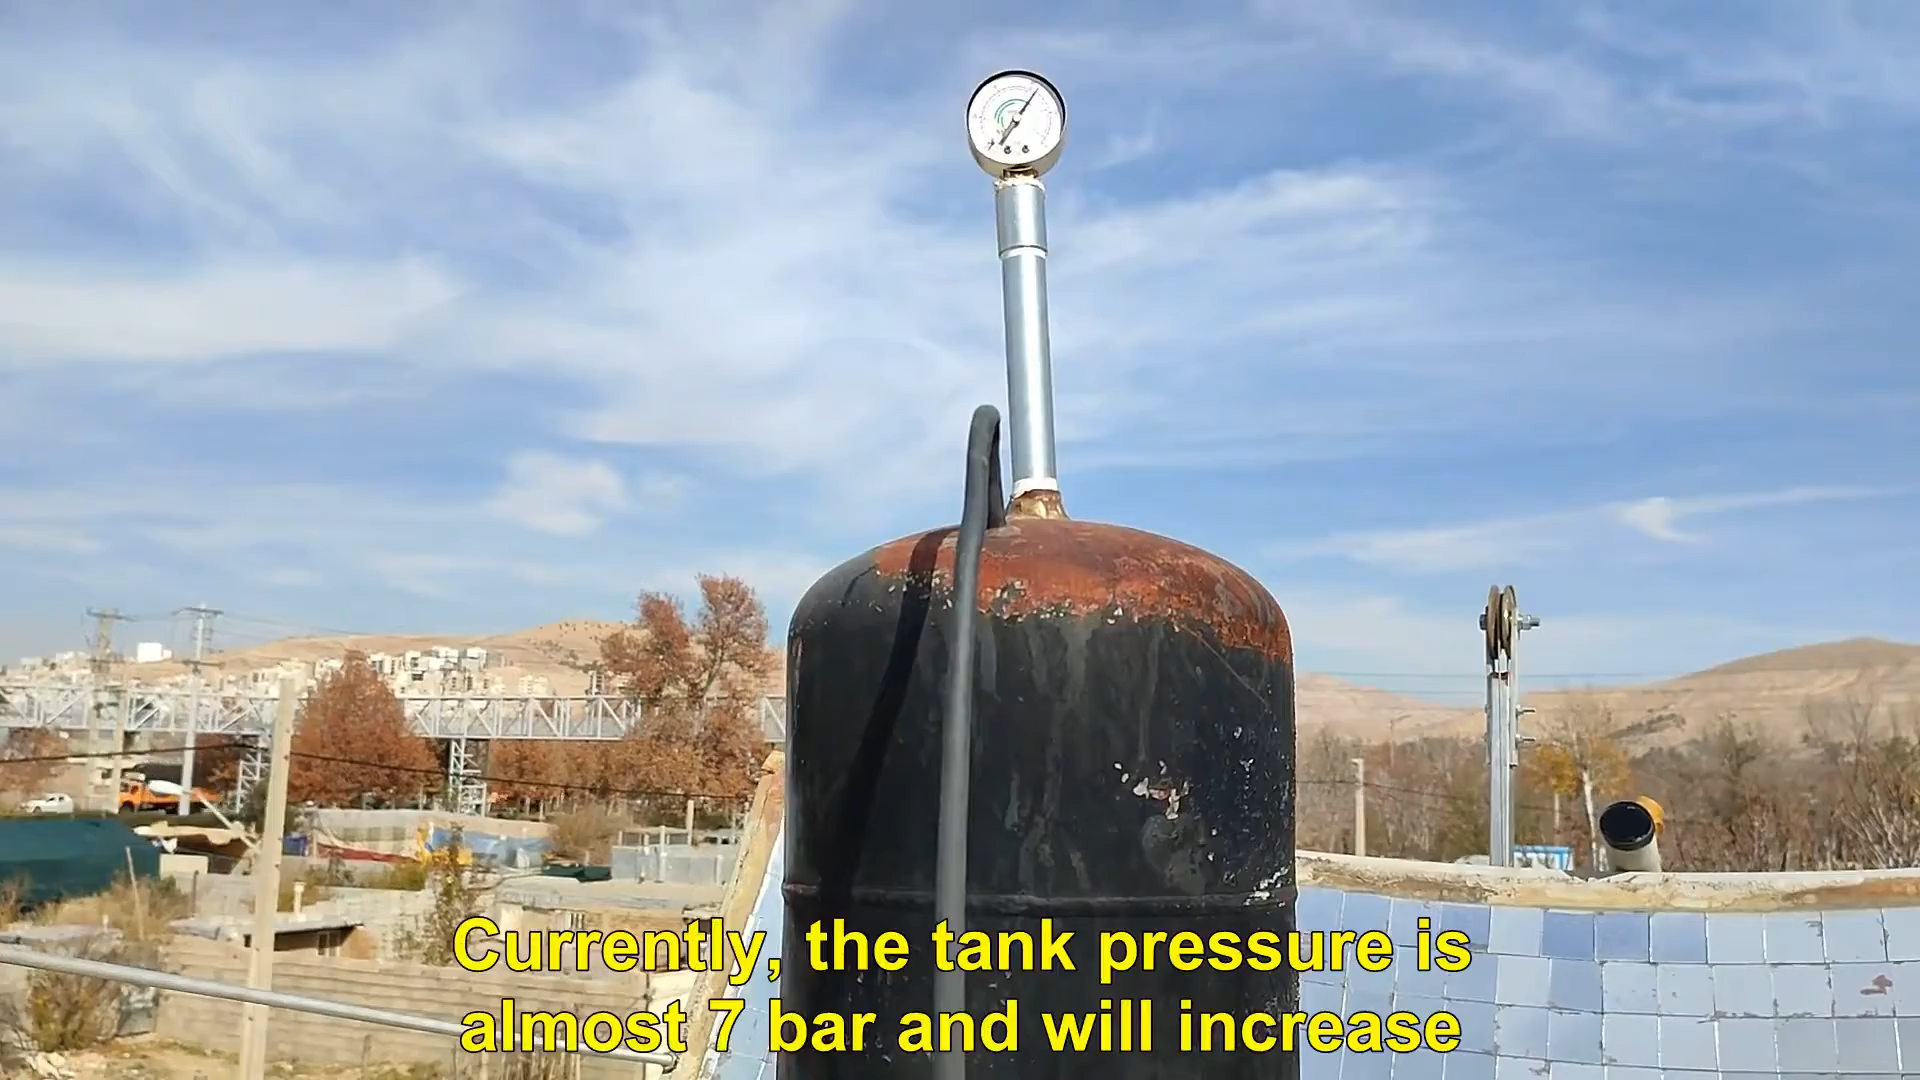 Currently, the tank pressure is
almost 7 bar and will increase